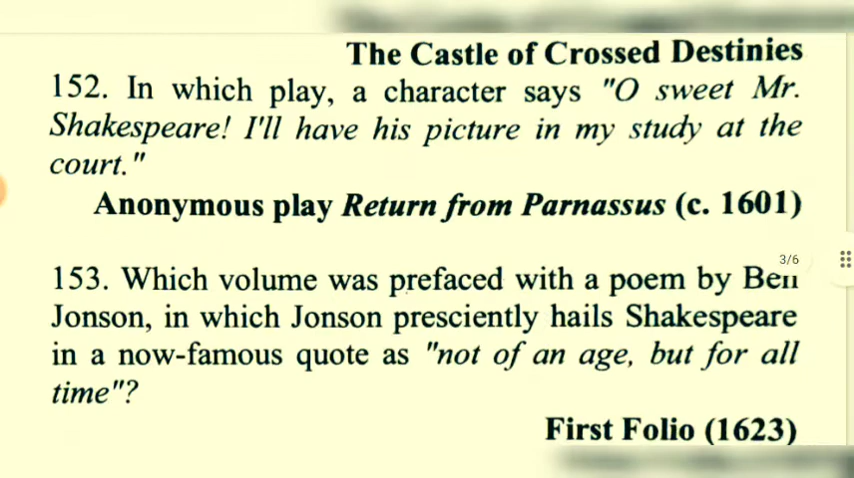 The Castle of Crossed Destinies
152. In which play, a character says "O sweet Mr.
Shakespeare! I'll have his picture in my study at the
court."
Anonymous play Return from Parnassus (c. 1601)
3/6
153. Which volume was prefaced with a poem by Ben
Jonson, in which Jonson presciently hails Shakespeare
in a now-famous quote as "not of an age, but for all
time"?
First Folio (1623)